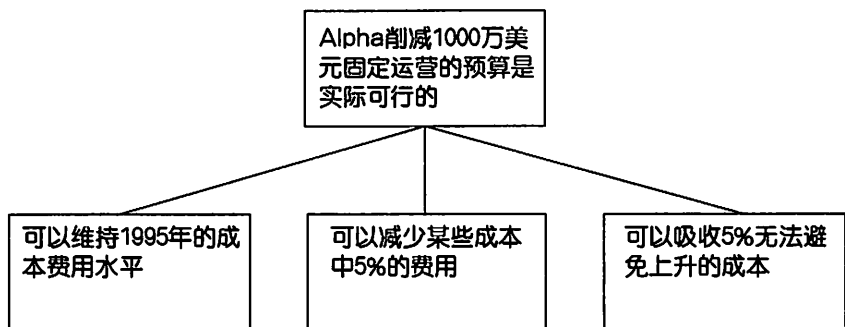 Alpha削减1000万美
元固定运营的预算是
实际可行的
可以维持1995年的成
本费用水平
可以减少某些成本
中5%的费用
可以吸收5%无法避
免上升的成本